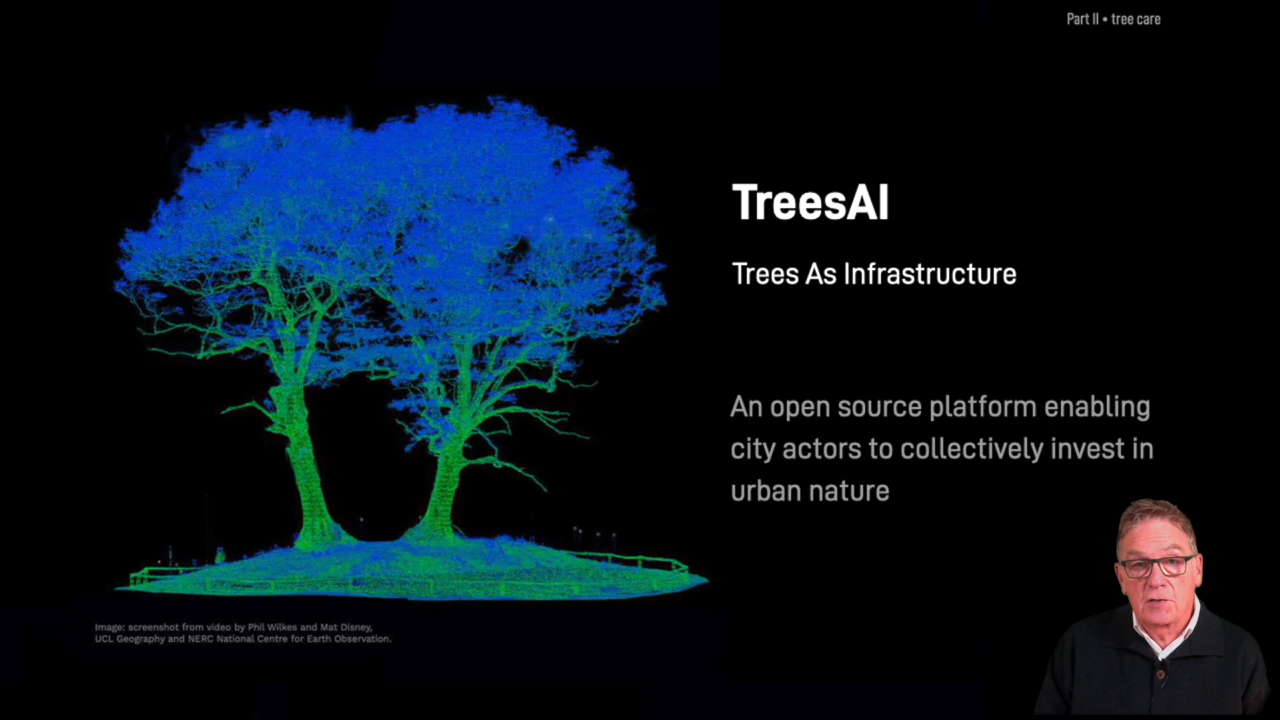 Part II • tree care
TreesAI
Trees As Infrastructure
An open source platform enabling
city actors to collectively invest in
urban nature
Image: screenshot from video by Phil Wilkes and Mat Disney,
UCL Geography and NERC National Centre for Earth Observation.